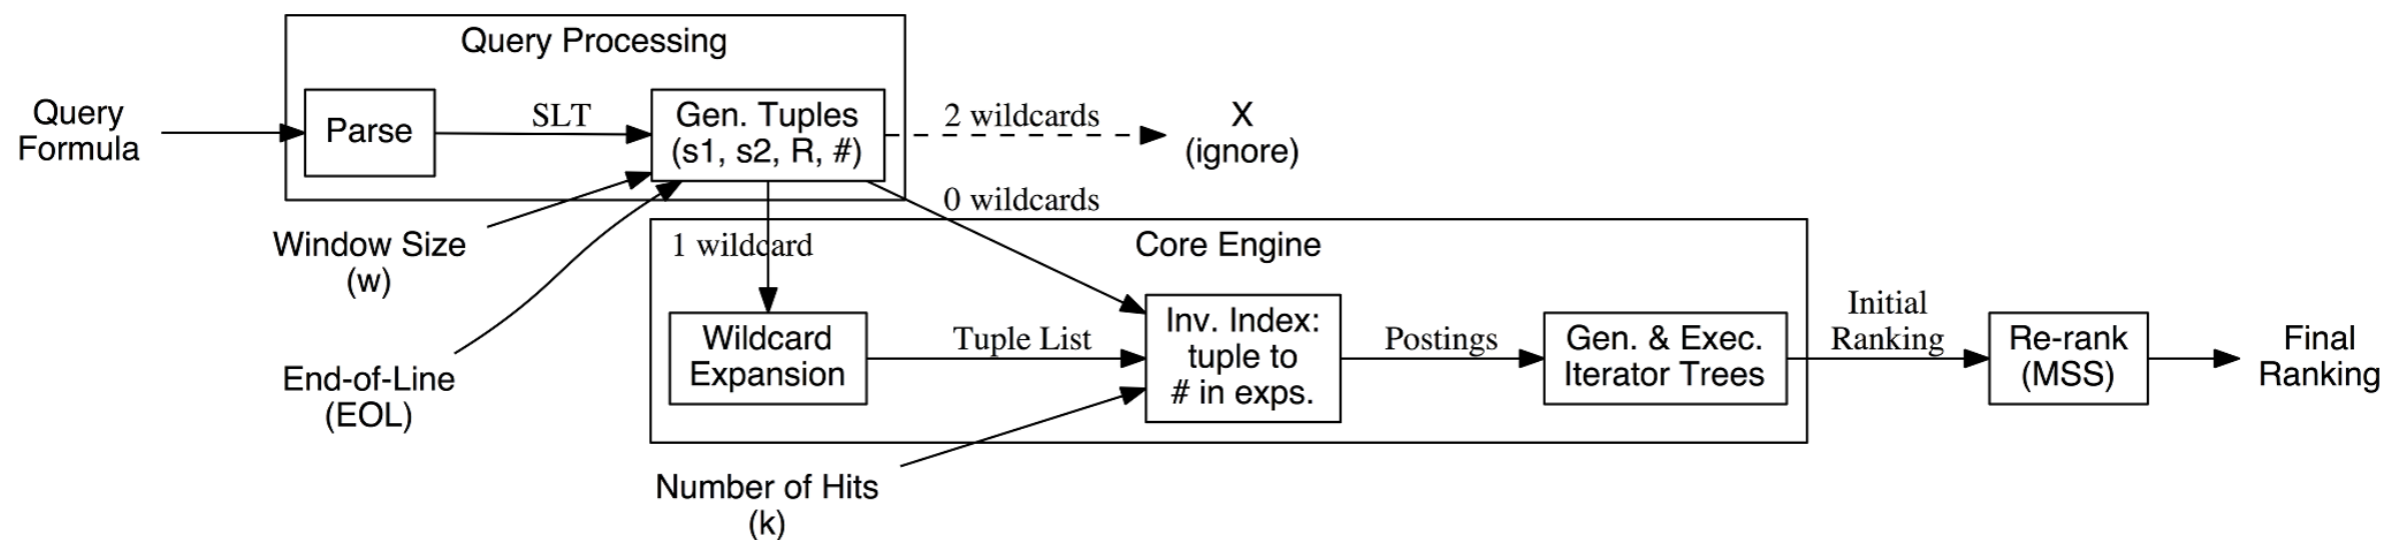 Query Processing
Query
Formula
Parse
SLT
Gen. Tuples
(s1, s2, R, #)
2 wildcards
X
(ignore)
0 wildcards
Window Size
(w)
1 wildcard
Core Engine
End-of-Line
(EOL)
Wildcard
Expansion
Tuple List
Inv. Index:
tuple to
# in exps.
Postings
Gen. & Exec.
Iterator Trees
Initial
Ranking
Re-rank
(MSS)
Final
Ranking
Number of Hits
(k)